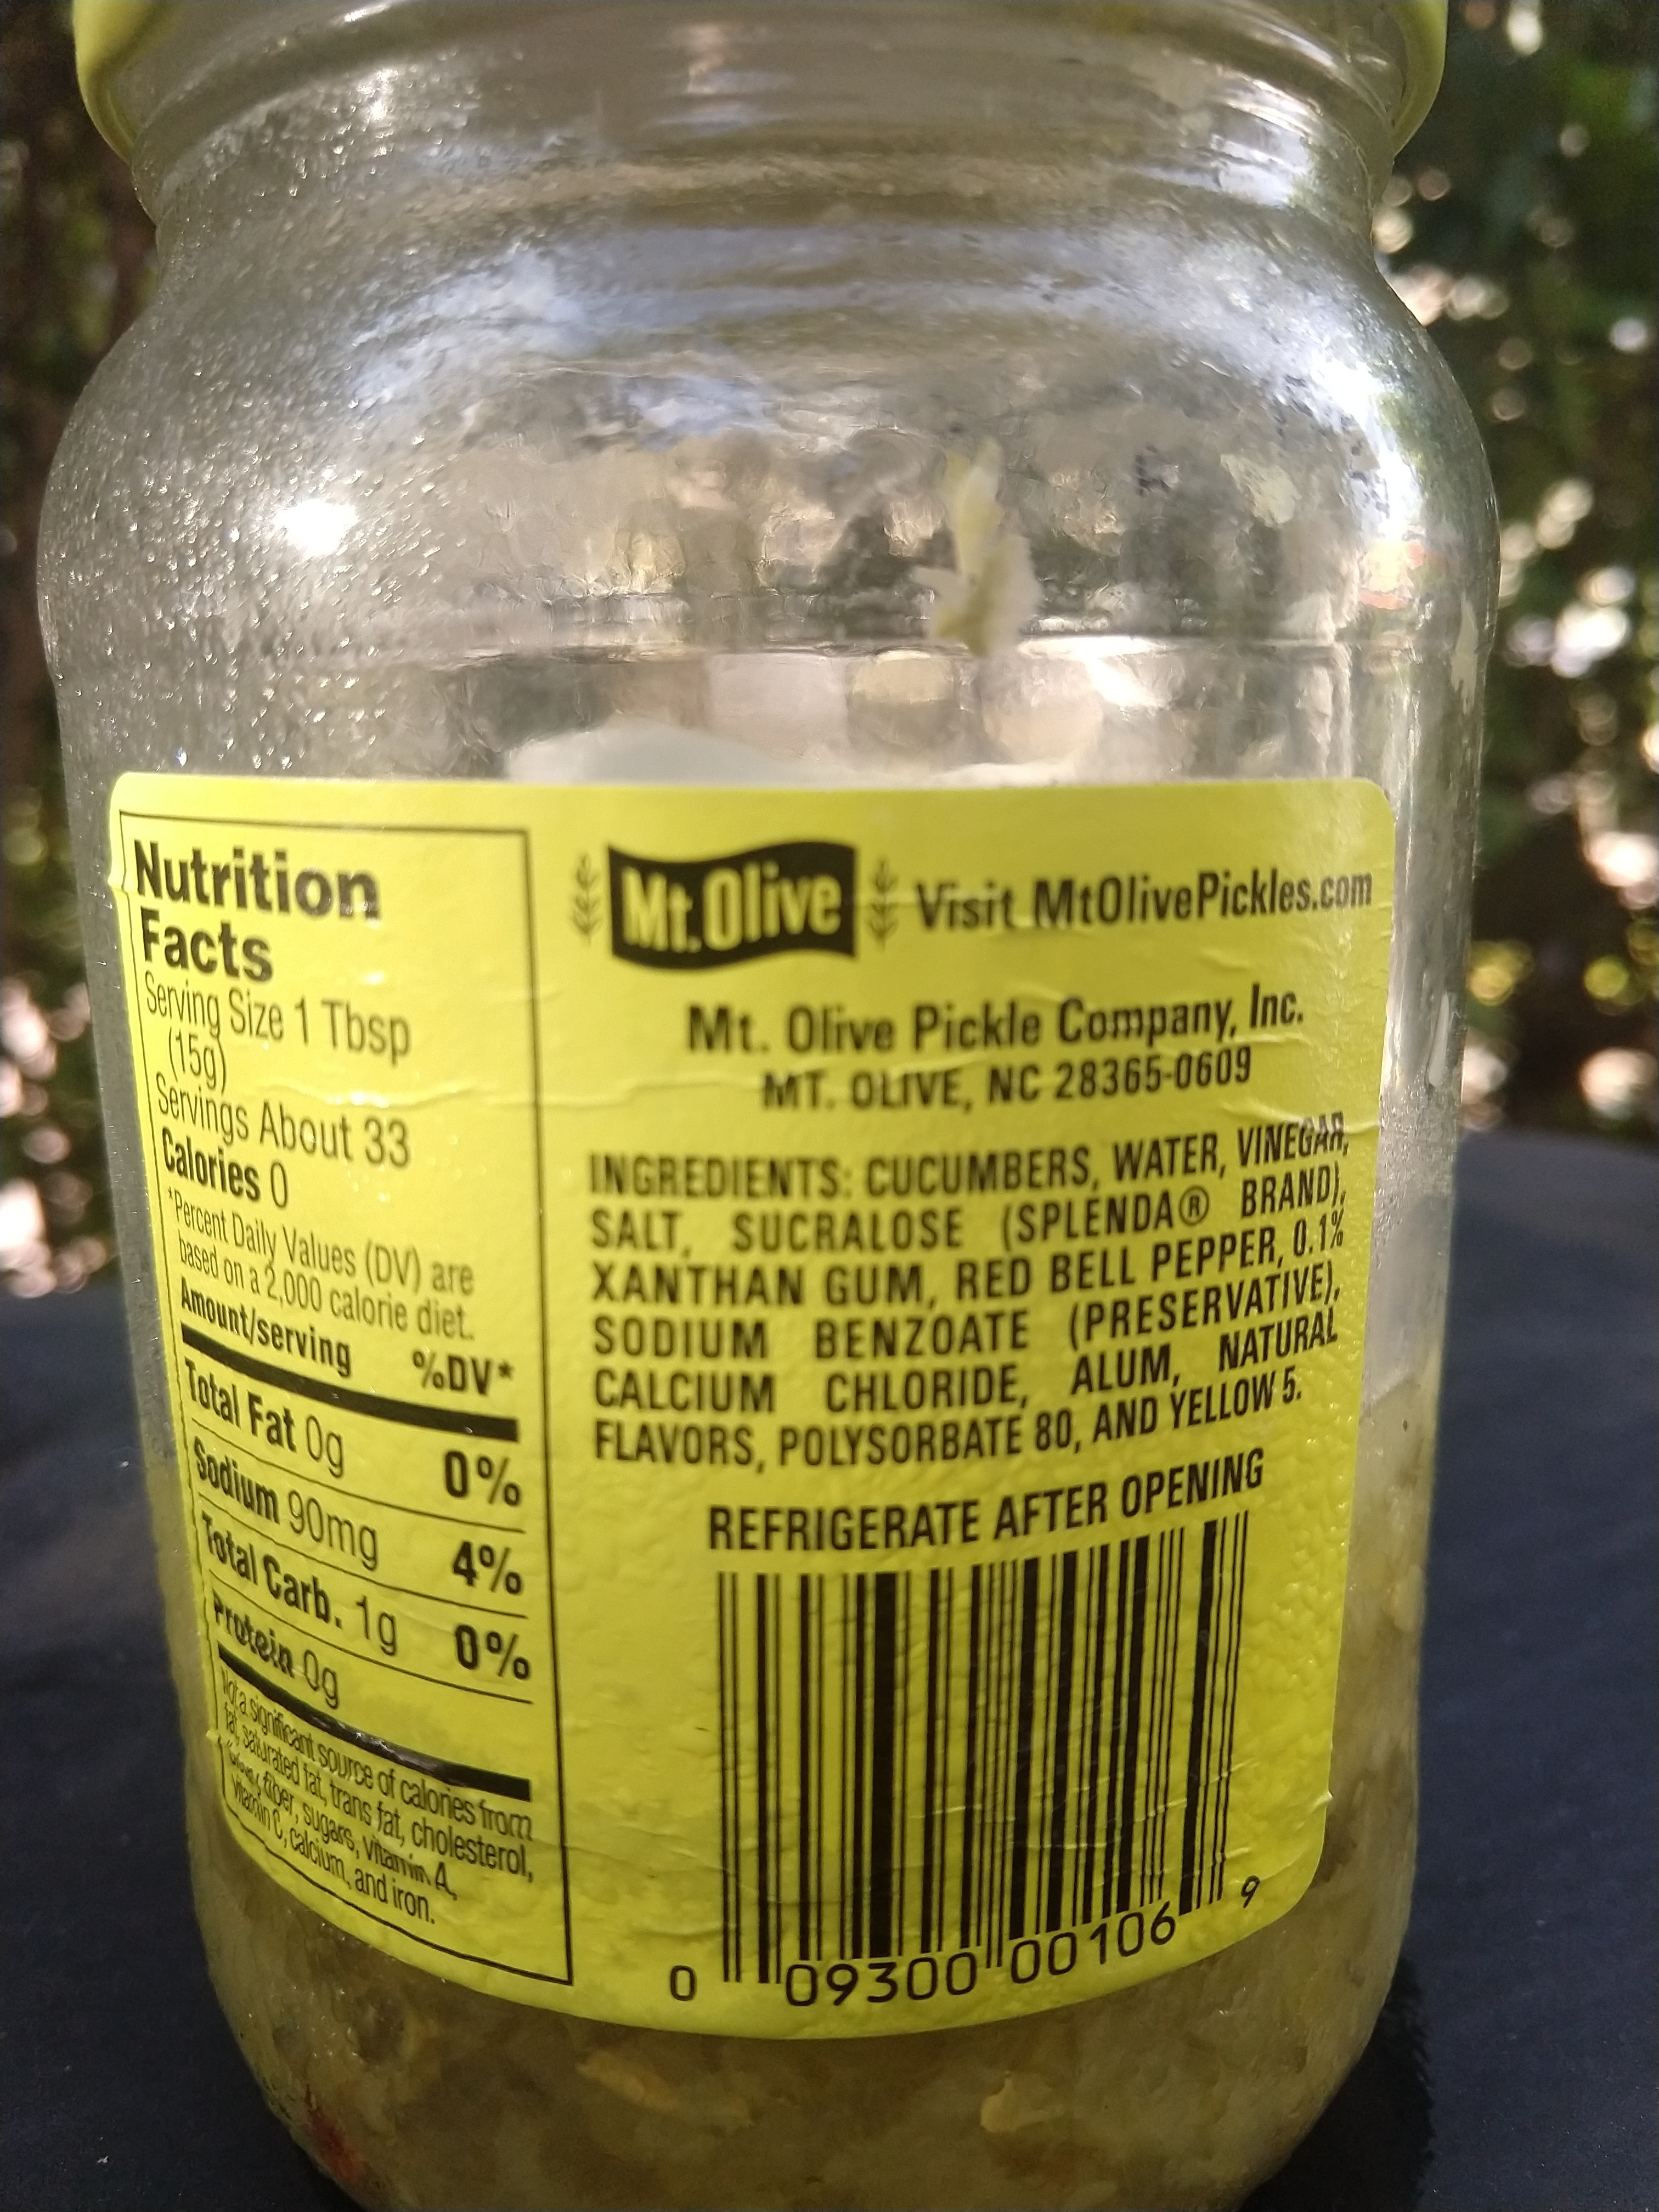 Nutrition
Facts
Serving Size 1 Tbsp
(15g)
Servings About 33
Calories 0
*Percent Daily Values (DV) are
based on a 2,000 calorie diet.
Amount/serving %DV*
Total Fat 0g 0%
Sodium 90mg 4%
Total Carb. 1g 0%
Protein 0g
Not a significant source of calories from
fat, saturated fat, trans fat, cholesterol,
fiber, sugars, vitamin A,
vitamin C, calcium, and iron.
Mt. Olive Visit MtOlivePickles.com
Mt. Olive Pickle Company, Inc.
MT. OLIVE, NC 28365-0609
INGREDIENTS: CUCUMBERS, WATER, VINEGAR,
SALT, SUCRALOSE (SPLENDA® BRAND),
XANTHAN GUM, RED BELL PEPPER, 0.1%
SODIUM BENZOATE (PRESERVATIVE),
CALCIUM CHLORIDE, ALUM, NATURAL
FLAVORS, POLYSORBATE 80, AND YELLOW 5.
REFRIGERATE AFTER OPENING
0 09300 00106 9